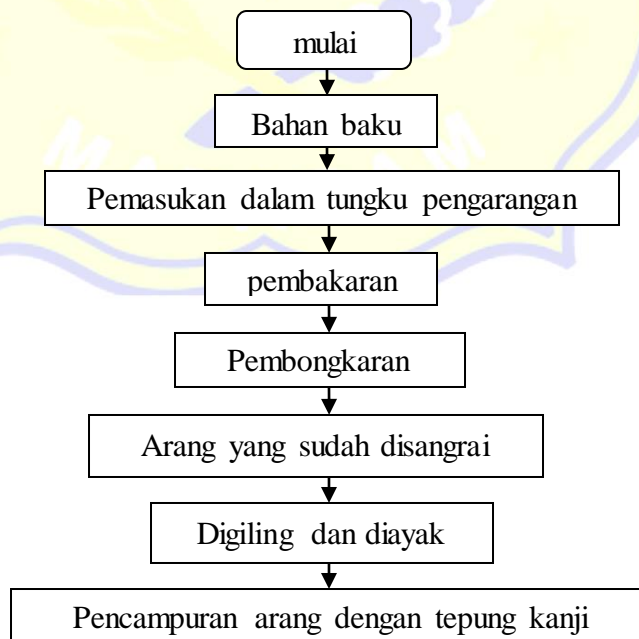 mulai
Bahan baku
Pemasukan dalam tungku pengarangan
pembakaran
Pembongkaran
Arang yang sudah disangrai
Digiling dan diayak
Pencampuran arang dengan tepung kanji